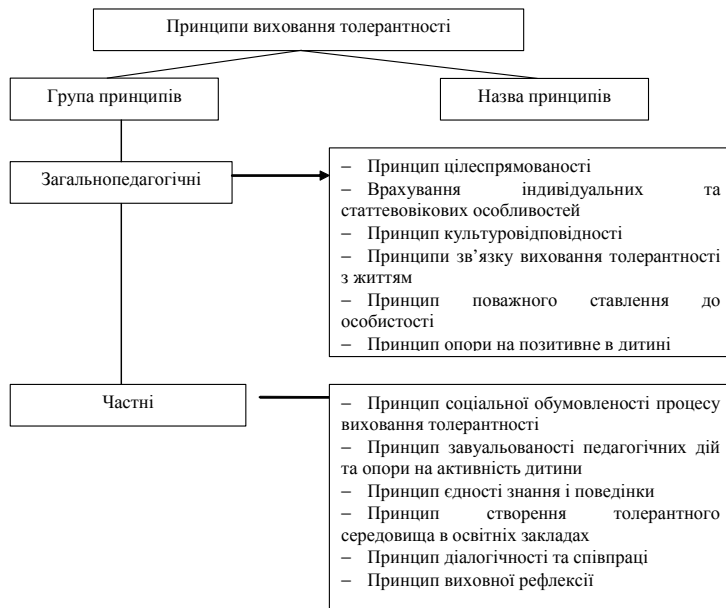 Принципи виховання толерантності
Група принципів
Назва принципів
Загальнопедагогічні
– Принцип цілеспрямованості
– Врахування індивідуальних та
статтевовікових особливостей
– Принцип культуровідповідності
– Принципи зв’язку виховання толерантності
з життям
– Принцип поважного ставлення до
особистості
– Принцип опори на позитивне в дитині
Частні
– Принцип соціальної обумовленості процесу
виховання толерантності
– Принцип завуальованості педагогічних дій
та опори на активність дитини
– Принцип єдності знання і поведінки
– Принцип створення толерантного
середовища в освітніх закладах
– Принцип діалогічності та співпраці
– Принцип виховної рефлексії